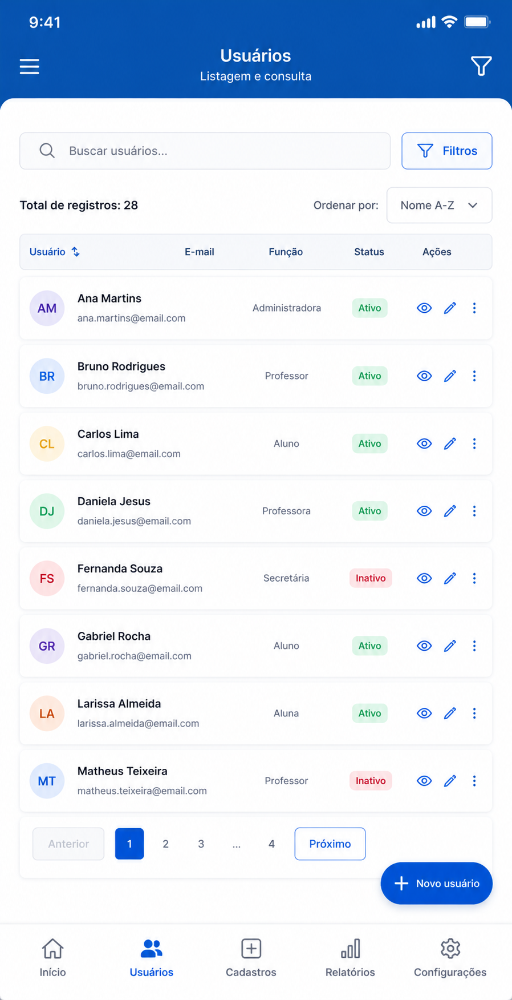 9:41
Usuários
Listagem e consulta
Buscar usuários...
Filtros
Total de registros: 28
Ordenar por:
Nome A-Z
Usuário E-mail Função Status Ações
AM
Ana Martins
ana.martins@email.com
Administradora
Ativo
BR
Bruno Rodrigues
bruno.rodrigues@email.com
Professor
Ativo
CL
Carlos Lima
carlos.lima@email.com
Aluno
Ativo
DJ
Daniela Jesus
daniela.jesus@email.com
Professora
Ativo
FS
Fernanda Souza
fernanda.souza@email.com
Secretária
Inativo
GR
Gabriel Rocha
gabriel.rocha@email.com
Aluno
Ativo
LA
Larissa Almeida
larissa.almeida@email.com
Aluna
Ativo
MT
Matheus Teixeira
matheus.teixeira@email.com
Professor
Inativo
Anterior 1 2 3 ... 4 Próximo
Novo usuário
Início Usuários Cadastros Relatórios Configurações